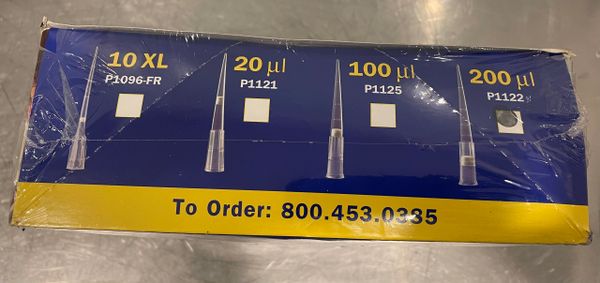 10 XL
P1096-FR
20 µl
P1121
100 µl
P1125
200 µl
P1122
To Order: 800.453.0335